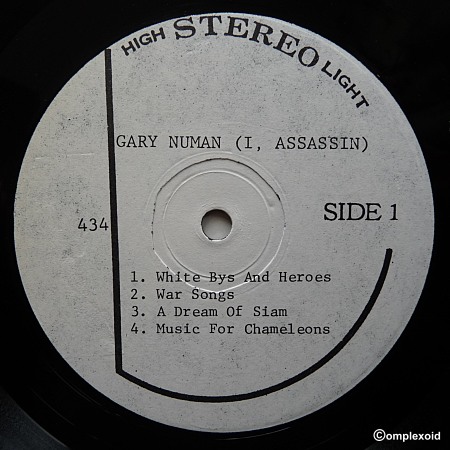 HIGH STEREO LIGHT
GARY NUMAN (I, ASSASSIN)
434
SIDE 1
1. White Bys And Heroes
2. War Songs
3. A Dream Of Siam
4. Music For Chameleons
©omplexoid